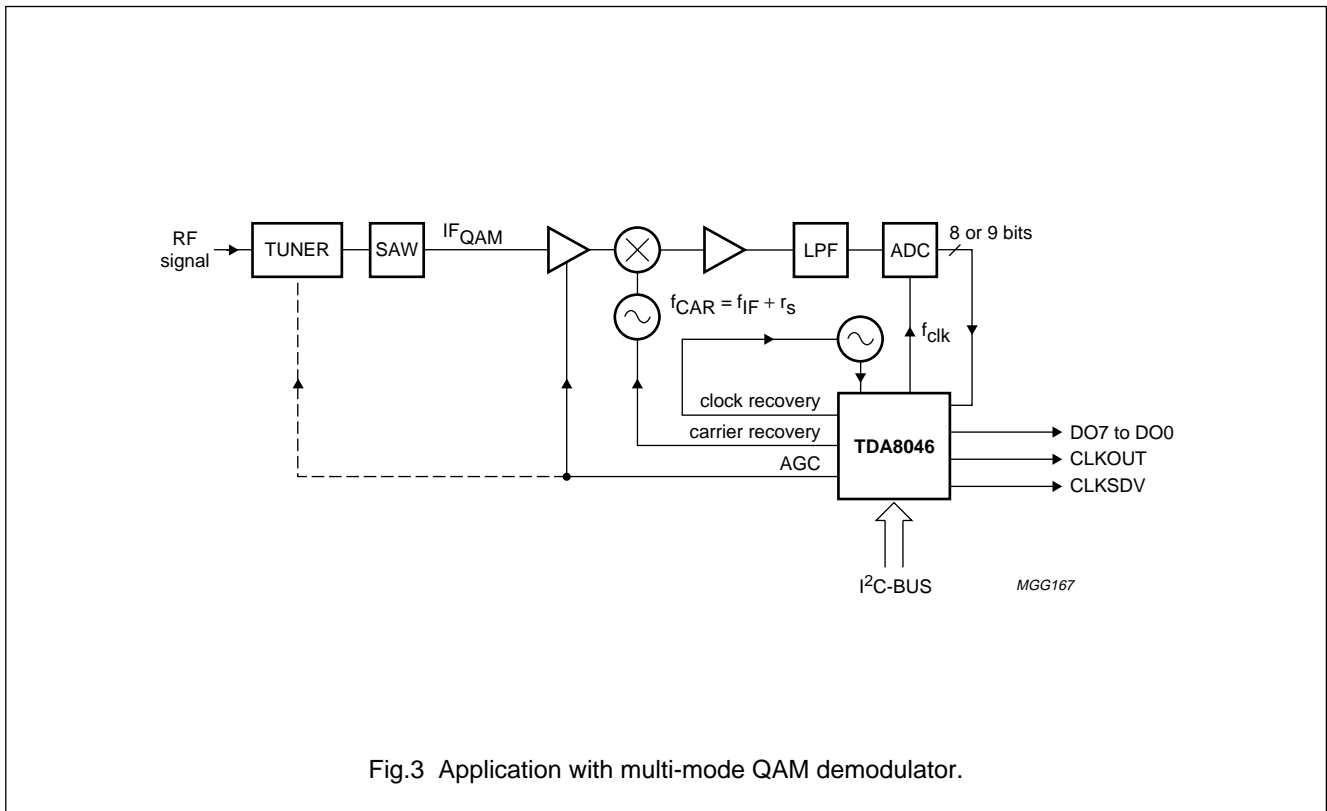 RF
signal
TUNER
SAW
IFQAM
LPF
ADC
8 or 9 bits
fCAR = fIF + rs
fclk
clock recovery
carrier recovery
AGC
TDA8046
DO7 to DO0
CLKOUT
CLKSDV
I²C-BUS
MGG167
Fig.3 Application with multi-mode QAM demodulator.